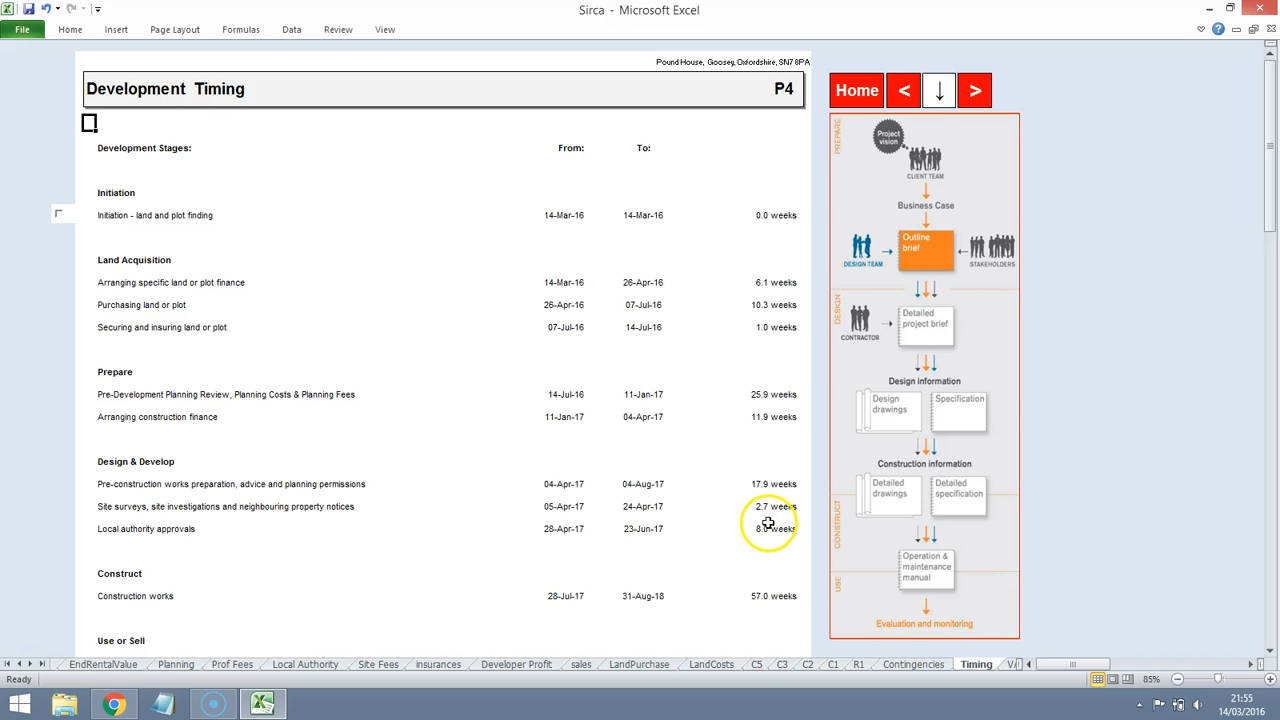 Sirca - Microsoft Excel
File Home Insert Page Layout Formulas Data Review View
Pound House, Goosey, Oxfordshire, SN7 8PA
Development Timing P4
Development Stages: From: To:
Initiation
Initiation - land and plot finding 14-Mar-16 14-Mar-16 0.0 weeks
Land Acquisition
Arranging specific land or plot finance 14-Mar-16 26-Apr-16 6.1 weeks
Purchasing land or plot 26-Apr-16 07-Jul-16 10.3 weeks
Securing and insuring land or plot 07-Jul-16 14-Jul-16 1.0 weeks
Prepare
Pre-Development Planning Review, Planning Costs & Planning Fees 14-Jul-16 11-Jan-17 25.9 weeks
Arranging construction finance 11-Jan-17 04-Apr-17 11.9 weeks
Design & Develop
Pre-construction works preparation, advice and planning permissions 04-Apr-17 04-Aug-17 17.9 weeks
Site surveys, site investigations and neighbouring property notices 05-Apr-17 24-Apr-17 2.7 weeks
Local authority approvals 28-Apr-17 23-Jun-17 8.0 weeks
Construct
Construction works 28-Jul-17 31-Aug-18 57.0 weeks
Use or Sell
Home < ↓ >
PREPARE
Project
vision
CLIENT TEAM
Business Case
Outline
brief
DESIGN TEAM
STAKEHOLDERS
DESIGN
Detailed
project brief
CONTRACTOR
Design information
Design
drawings
Specification
Construction information
Detailed
drawings
Detailed
specification
CONSTRUCT
Operation &
maintenance
manual
USE
Evaluation and monitoring
EndRentalValue Planning Prof Fees Local Authority Site Fees insurances Developer Profit sales LandPurchase LandCosts C5 C3 C2 C1 R1 Contingencies Timing
Ready 85%
21:55
14/03/2016